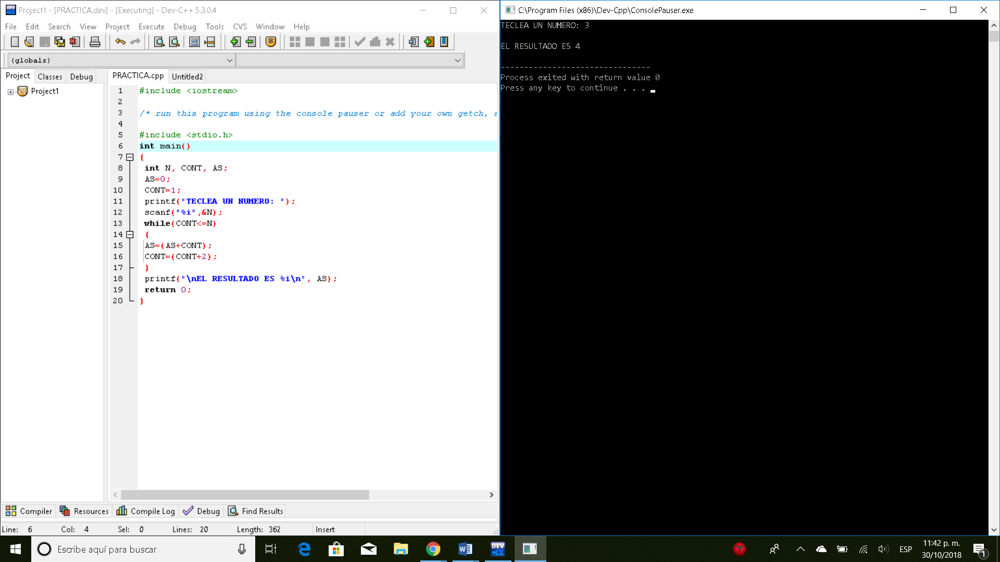 Project1 - [PRACTICA.dev] - [Executing] - Dev-C++ 5.3.0.4
File Edit Search View Project Execute Debug Tools CVS Window Help
(globals)
Project Classes Debug
Project1
PRACTICA.cpp Untitled2
1 #include <iostream>
2
3 /* run this program using the console pauser or add your own getch, s
4
5 #include <stdio.h>
6 int main()
7 {
8 int N, CONT, AS;
9 AS=0;
10 CONT=1;
11 printf("TECLEA UN NUMERO: ");
12 scanf("%i",&N);
13 while(CONT<=N)
14 {
15 AS=(AS+CONT);
16 CONT=(CONT+2);
17 }
18 printf("\nEL RESULTADO ES %i\n", AS);
19 return 0;
20 }
Compiler Resources Compile Log Debug Find Results
Line: 6 Col: 4 Sel: 0 Lines: 20 Length: 362 Insert
C:\Program Files (x86)\Dev-Cpp\ConsolePauser.exe
TECLEA UN NUMERO: 3
EL RESULTADO ES 4
--------------------------------
Process exited with return value 0
Press any key to continue . . .
Escribe aquí para buscar
DEV C++
ESP
11:42 p. m.
30/10/2018
1